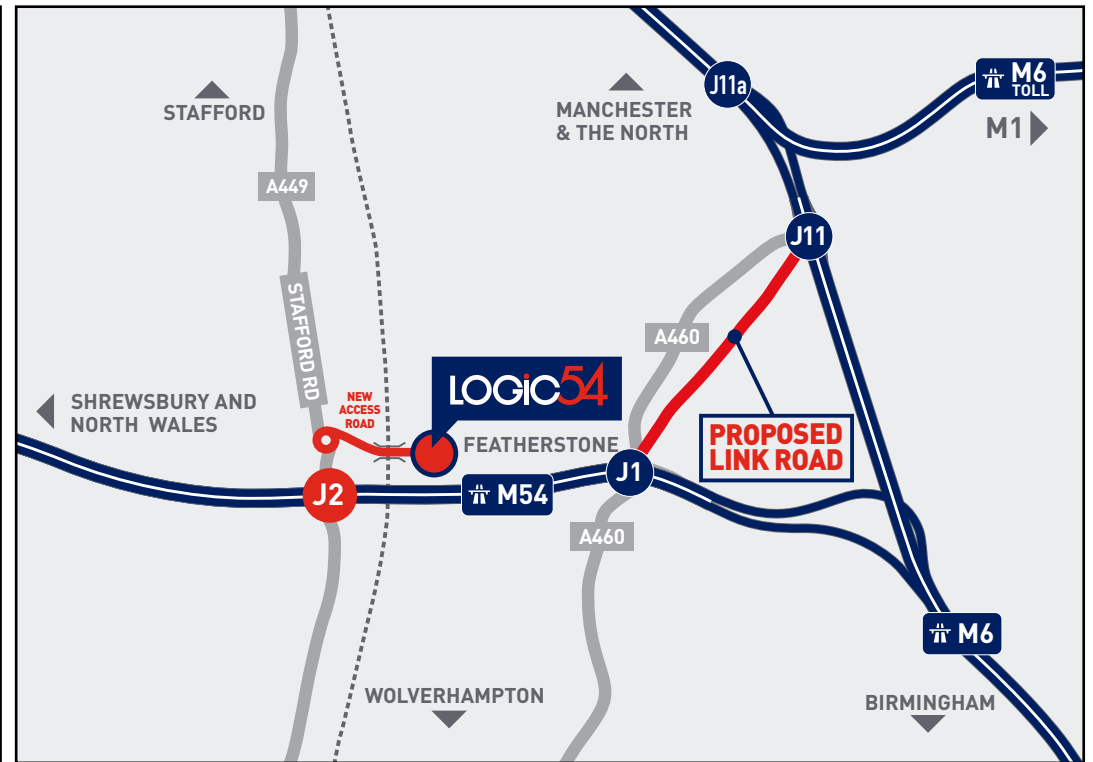 J11a
M6
TOLL
M1
STAFFORD
MANCHESTER
& THE NORTH
A449
J11
STAFFORD RD
A460
LOGiC54
NEW
ACCESS
ROAD
SHREWSBURY AND
NORTH WALES
FEATHERSTONE
PROPOSED
LINK ROAD
J1
J2
M54
A460
M6
WOLVERHAMPTON
BIRMINGHAM